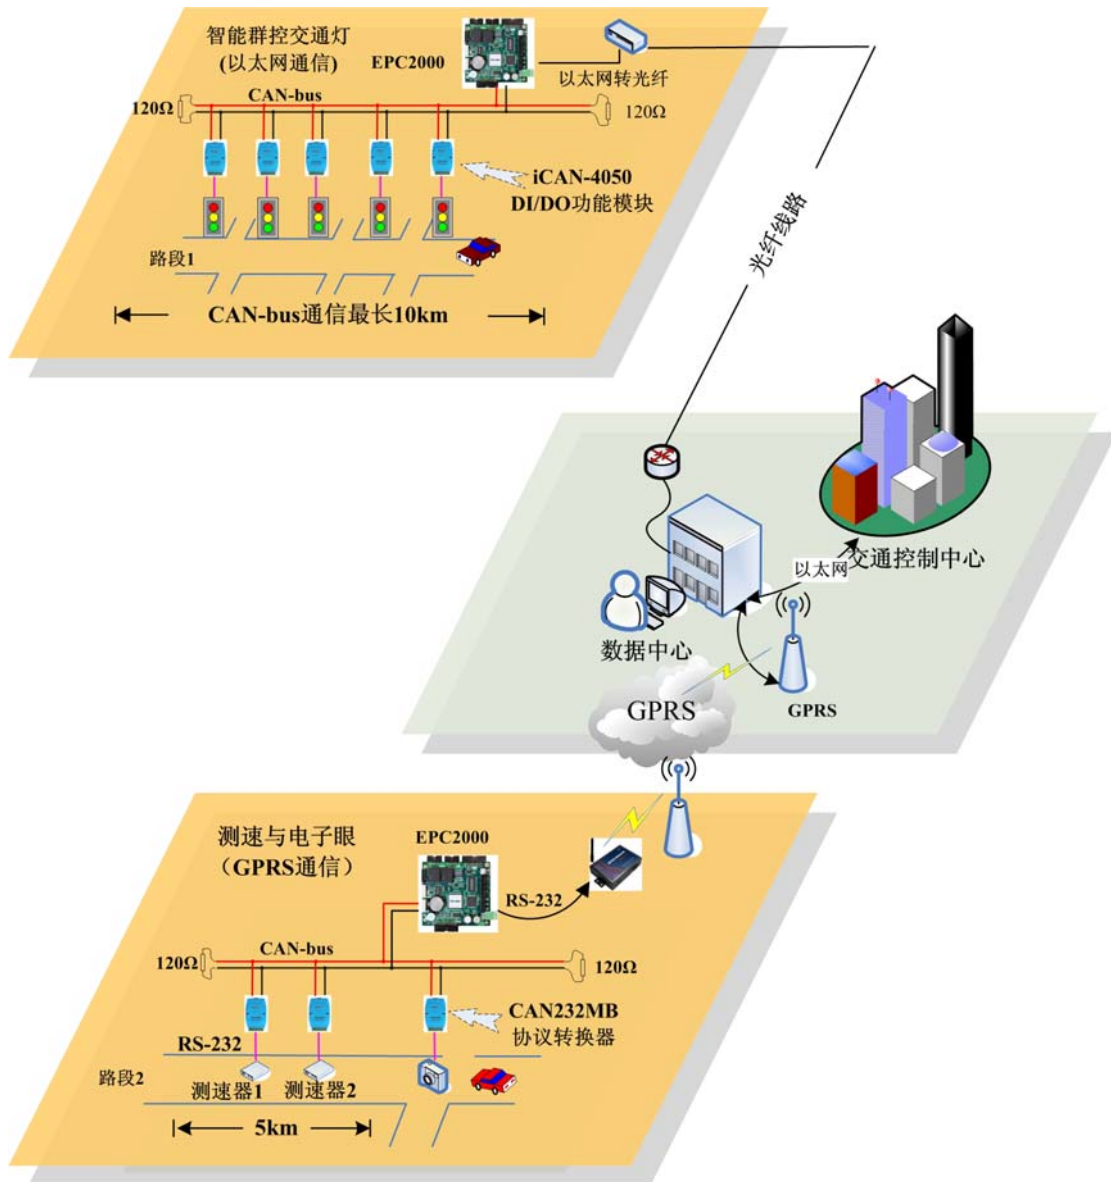 智能群控交通灯
(以太网通信)
EPC2000
以太网转光纤
CAN-bus
120Ω
120Ω
iCAN-4050
DI/DO功能模块
路段1
CAN-bus通信最长10km
光纤线路
交通控制中心
以太网
数据中心
GPRS
GPRS
测速与电子眼
（GPRS通信）
EPC2000
RS-232
CAN-bus
120Ω
120Ω
CAN232MB
协议转换器
RS-232
路段2
测速器1
测速器2
5km